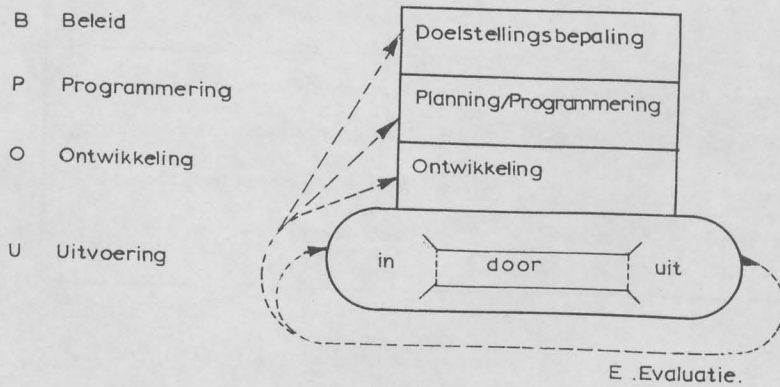 B Beleid
Doelstellingsbepaling
P Programmering
Planning/Programmering
O Ontwikkeling
Ontwikkeling
U Uitvoering
in door uit
E .Evaluatie.